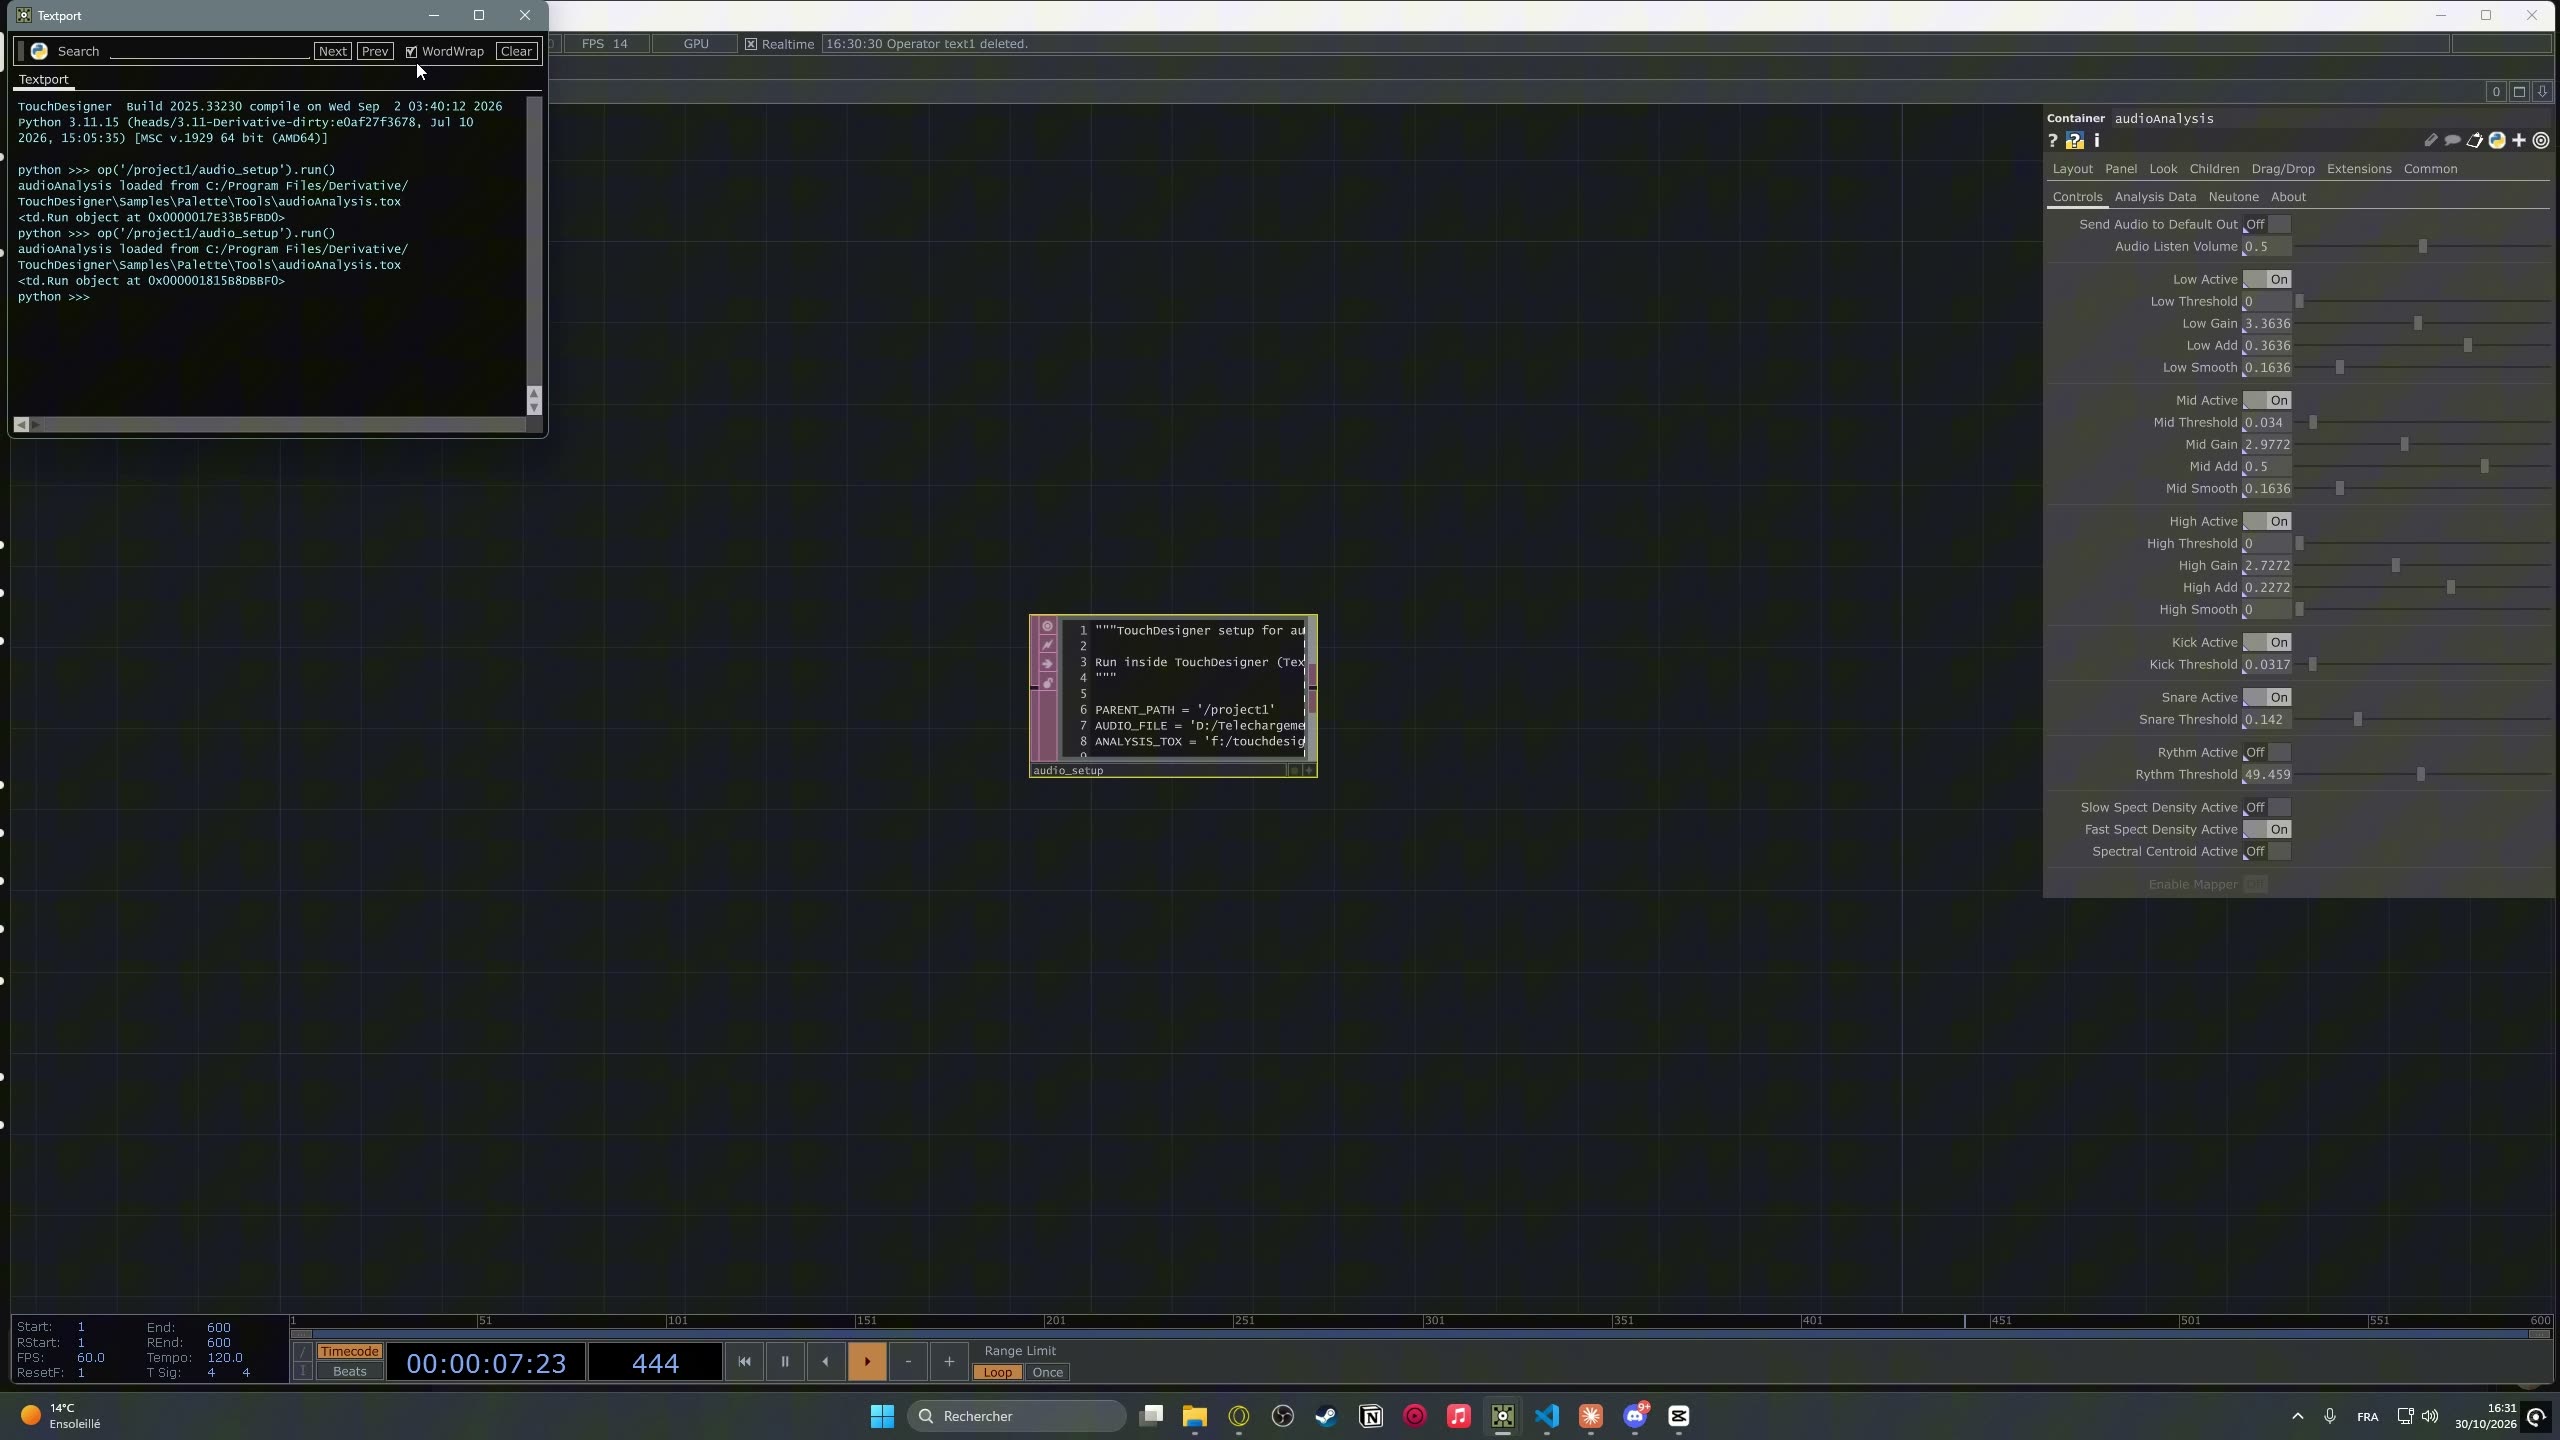 Textport
Search
Next
Prev
WordWrap
Clear
FPS 14
GPU
Realtime
16:30:30 Operator text1 deleted.
Textport
TouchDesigner  Build 2025.33230 compile on Wed Sep  2 03:40:12 2026
Python 3.11.15 (heads/3.11-Derivative-dirty:e0af27f3678, Jul 10
2026, 15:05:35) [MSC v.1929 64 bit (AMD64)]
python >>> op('/project1/audio_setup').run()
audioAnalysis loaded from C:/Program Files/Derivative/
TouchDesigner\Samples\Palette\Tools\audioAnalysis.tox
<td.Run object at 0x0000017E33B5FBD0>
python >>> op('/project1/audio_setup').run()
audioAnalysis loaded from C:/Program Files/Derivative/
TouchDesigner\Samples\Palette\Tools\audioAnalysis.tox
<td.Run object at 0x000001815B8DBBF0>
python >>>
0
Container audioAnalysis
? ? i
Layout Panel Look Children Drag/Drop Extensions Common
Controls Analysis Data Neutone About
Send Audio to Default Out Off
Audio Listen Volume 0.5
Low Active On
Low Threshold 0
Low Gain 3.3636
Low Add 0.3636
Low Smooth 0.1636
Mid Active On
Mid Threshold 0.034
Mid Gain 2.9772
Mid Add 0.5
Mid Smooth 0.1636
High Active On
High Threshold 0
High Gain 2.7272
High Add 0.2272
High Smooth 0
Kick Active On
Kick Threshold 0.0317
Snare Active On
Snare Threshold 0.142
Rythm Active Off
Rythm Threshold 49.459
Slow Spect Density Active Off
Fast Spect Density Active On
Spectral Centroid Active Off
Enable Mapper Off
1 """TouchDesigner setup for au
2
3 Run inside TouchDesigner (Tex
4 """
5
6 PARENT_PATH = '/project1'
7 AUDIO_FILE = 'D:/Telechargeme
8 ANALYSIS_TOX = 'f:/touchdesig
9
audio_setup
1 51 101 151 201 251 301 351 401 451 501 551 600
Start: 1 End: 600
RStart: 1 REnd: 600
FPS: 60.0 Tempo: 120.0
ResetF: 1 T Sig: 4 4
Timecode
Beats
00:00:07:23
444
- +
Range Limit
Loop Once
14°C
Ensoleillé
Rechercher
9+
FRA
16:31
30/10/2026